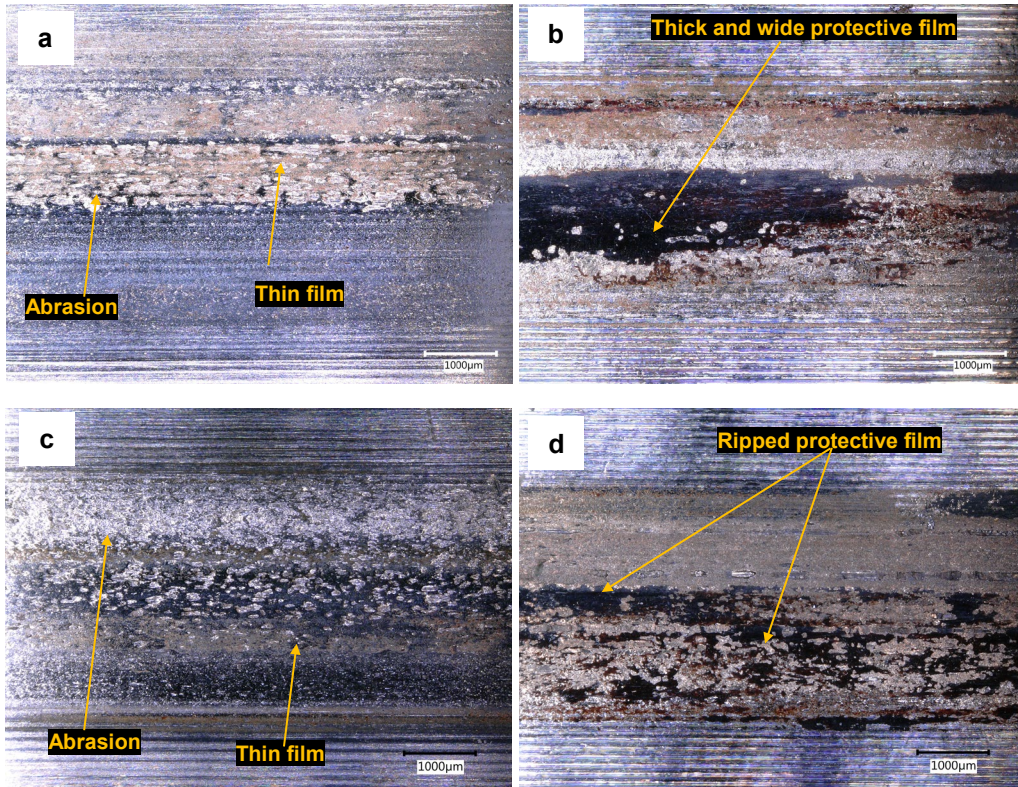 a
Abrasion
Thin film
1000μm
b
Thick and wide protective film
1000μm
c
Abrasion
Thin film
1000μm
d
Ripped protective film
1000μm